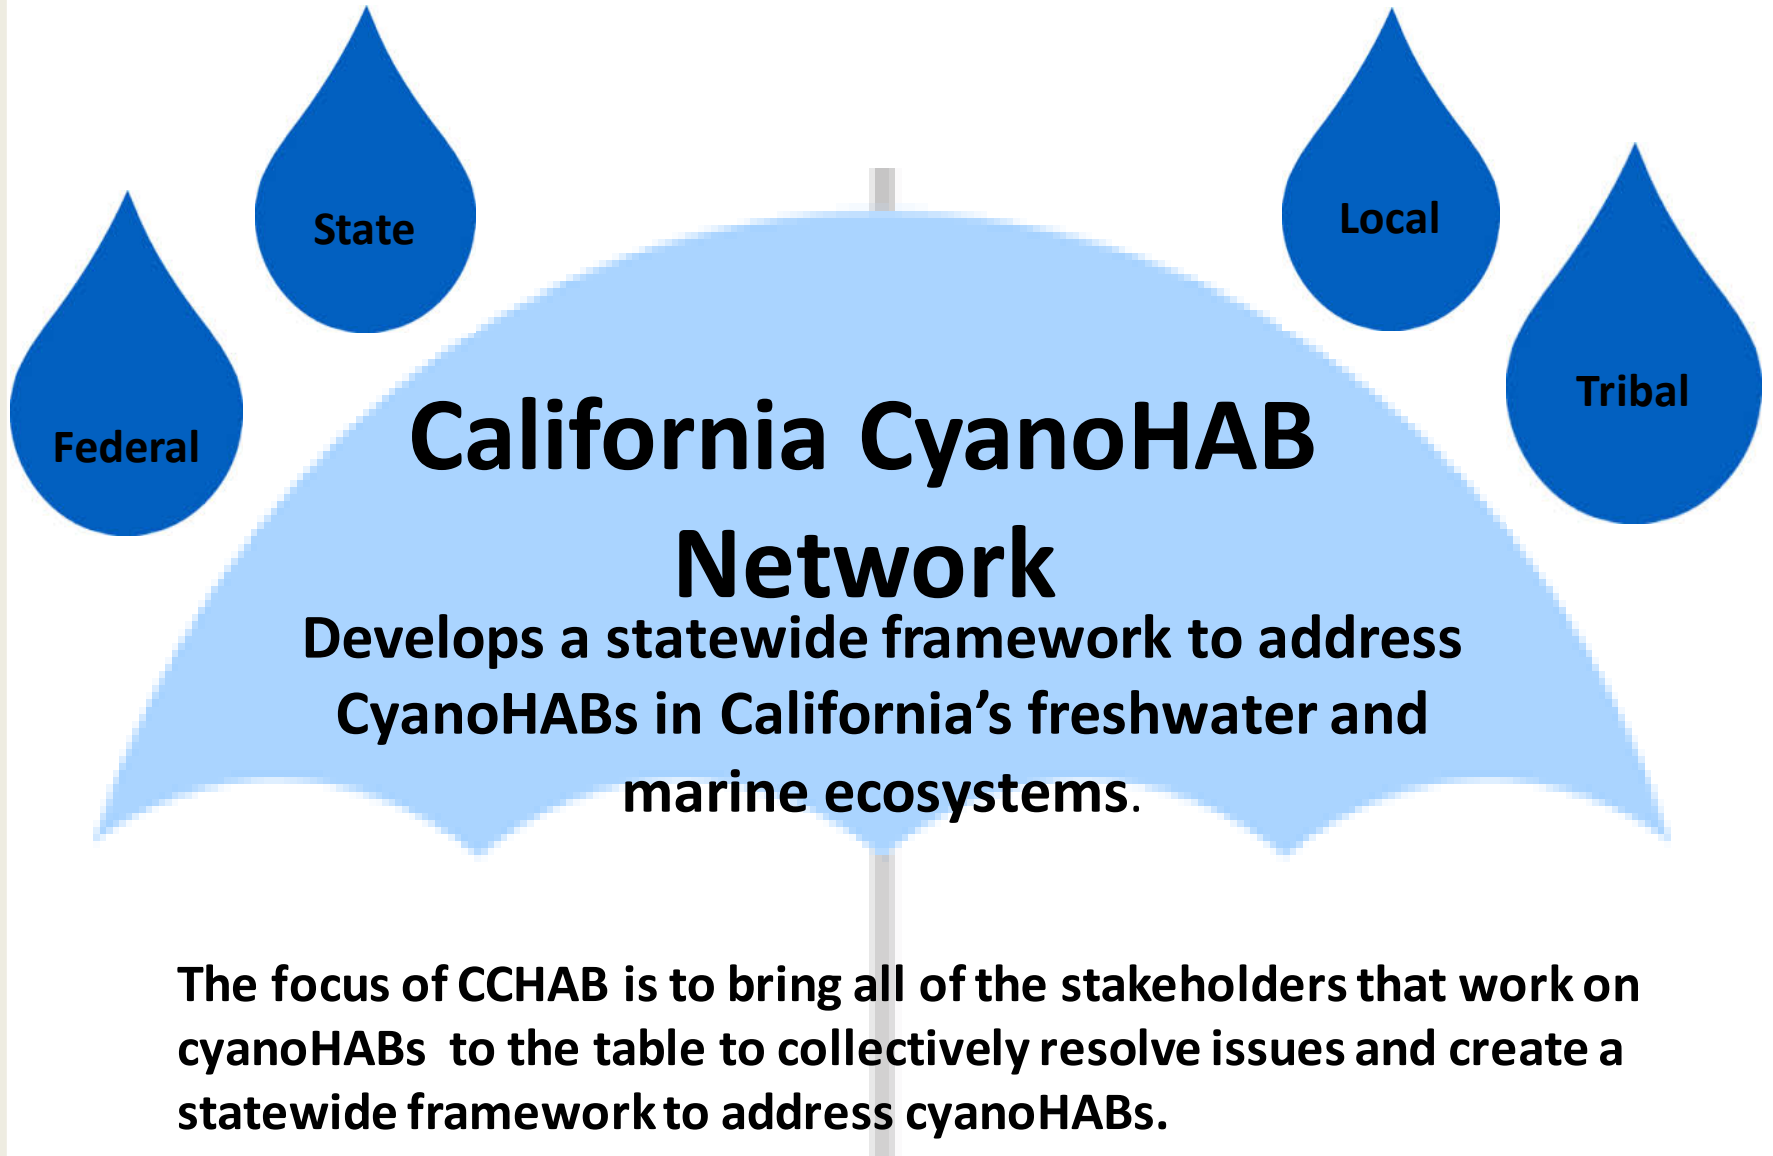 State
Local
Tribal
Federal
California CyanoHAB
Network
Develops a statewide framework to address
CyanoHABs in California’s freshwater and
marine ecosystems.
The focus of CCHAB is to bring all of the stakeholders that work on
cyanoHABs  to the table to collectively resolve issues and create a
statewide framework to address cyanoHABs.